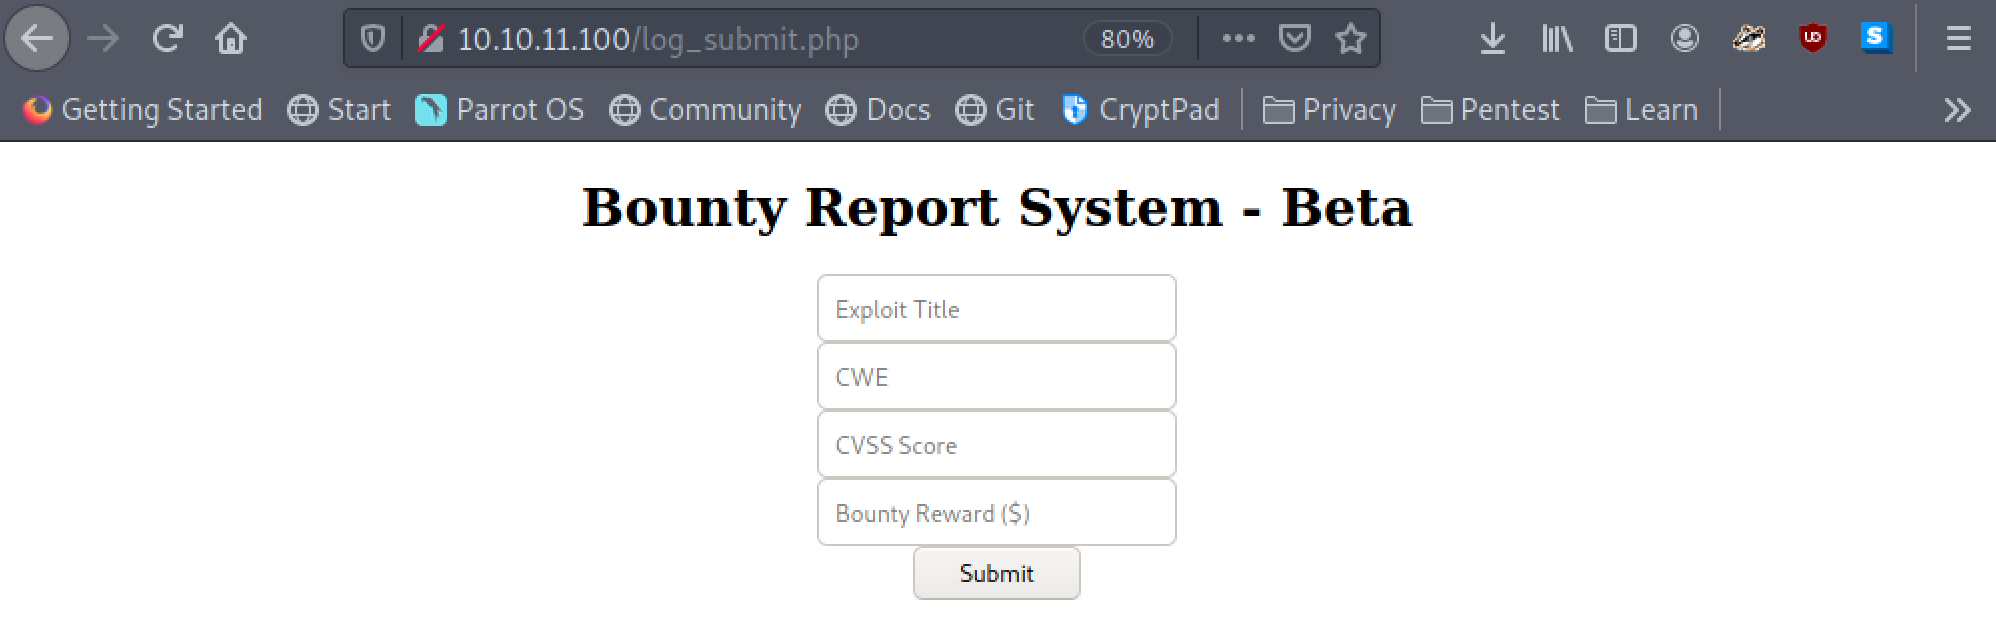 10.10.11.100/log_submit.php 80%
Getting Started Start Parrot OS Community Docs Git CryptPad Privacy Pentest Learn
Bounty Report System - Beta
Exploit Title
CWE
CVSS Score
Bounty Reward ($)
Submit